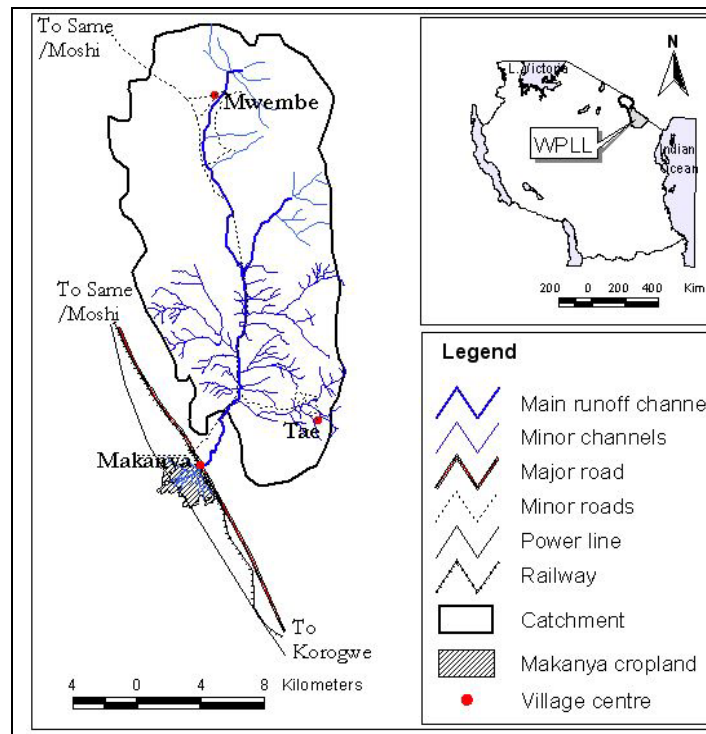 To Same
/Moshi
Mwembe
To Same
/Moshi
Tae
Makanya
To
Korogwe
4 0 4 8 Kilometers
N
L. Victoria
WPLL
Indian
Ocean
200 0 200 400 Kim
Legend
Main runoff channe
Minor channels
Major road
Minor roads
Power line
Railway
Catchment
Makanya cropland
Village centre